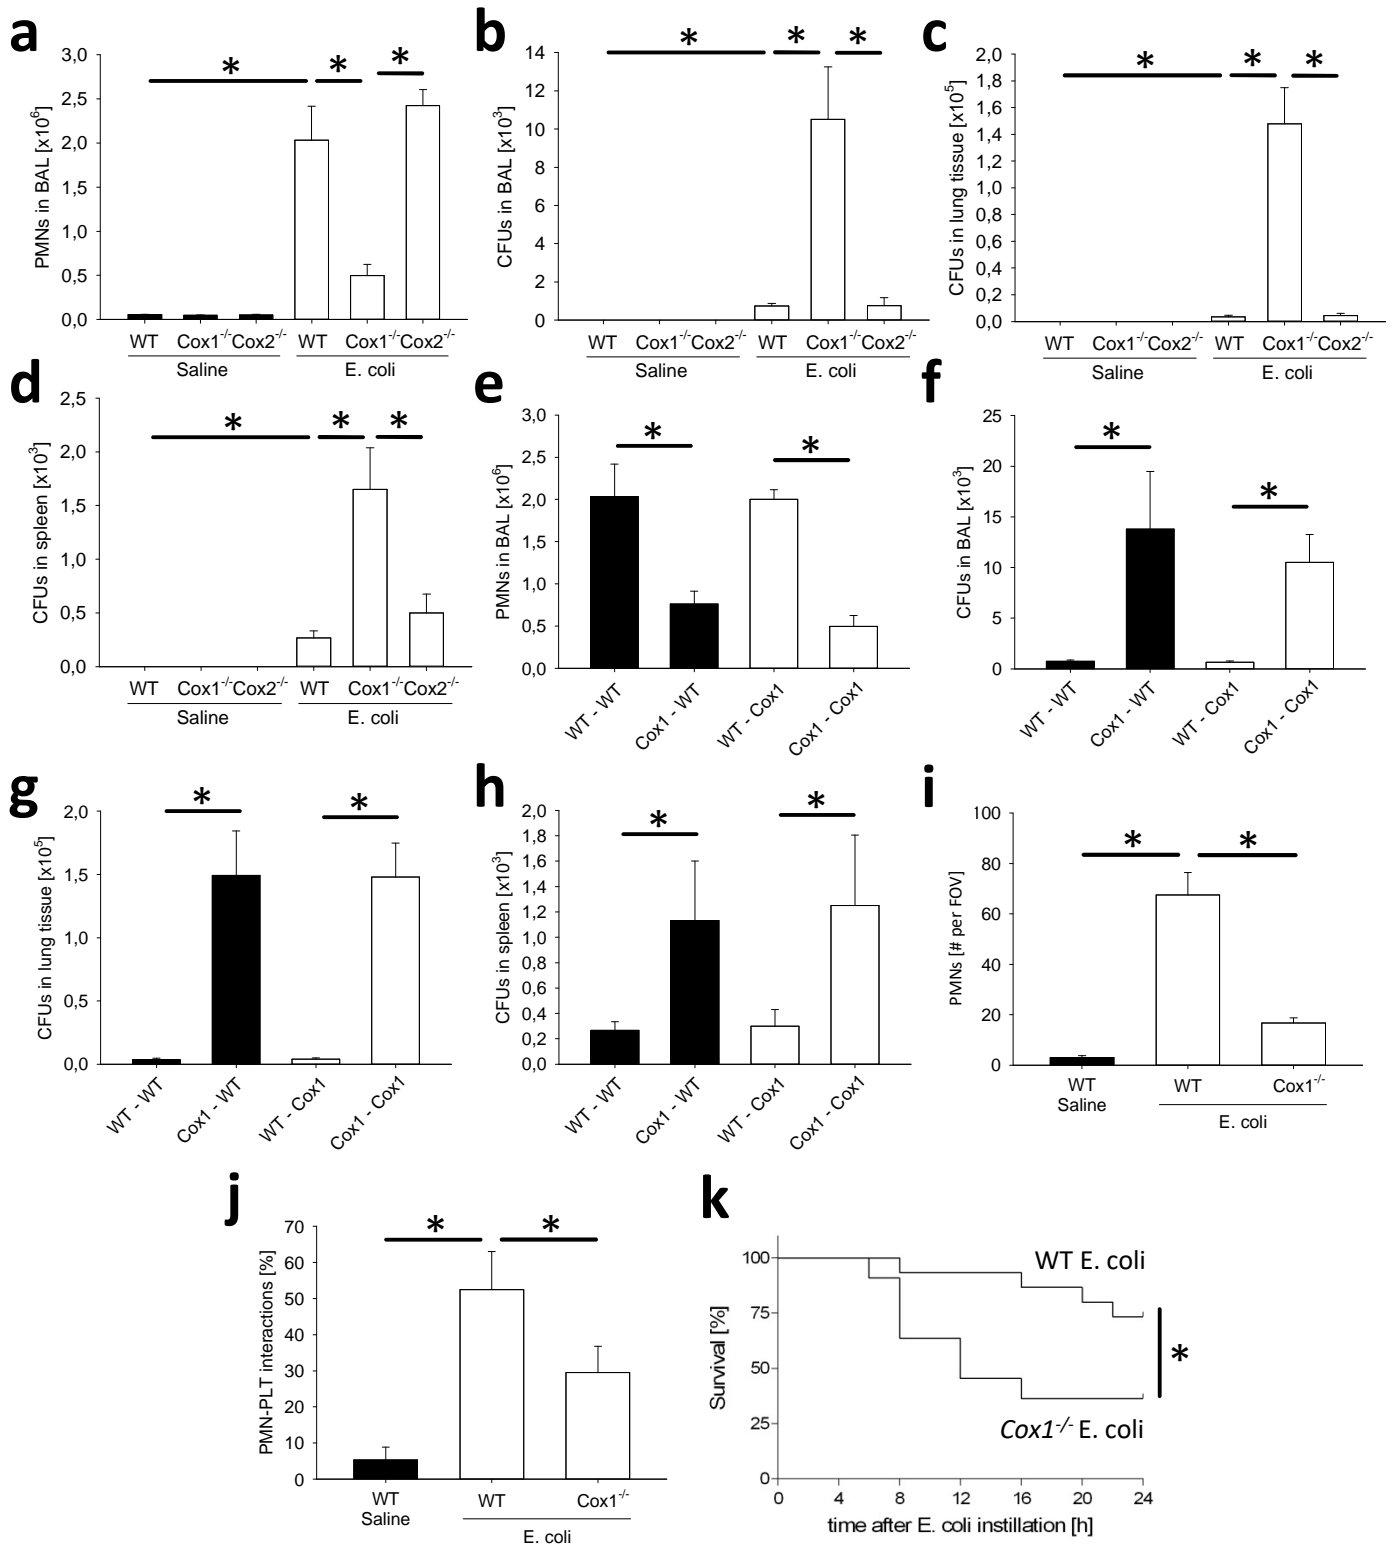 a
3,0
2,5
2,0
1,5
1,0
0,5
0,0
PMNs in BAL [x10⁶]
* * *
WT Cox1⁻/⁻ Cox2⁻/⁻ WT Cox1⁻/⁻ Cox2⁻/⁻
Saline E. coli
b
14
12
10
8
6
4
2
0
CFUs in BAL [x10³]
* * *
WT Cox1⁻/⁻ Cox2⁻/⁻ WT Cox1⁻/⁻ Cox2⁻/⁻
Saline E. coli
c
2,0
1,8
1,6
1,4
1,2
1,0
0,8
0,6
0,4
0,2
0,0
CFUs in lung tissue [x10⁵]
* * *
WT Cox1⁻/⁻ Cox2⁻/⁻ WT Cox1⁻/⁻ Cox2⁻/⁻
Saline E. coli
d
2,5
2,0
1,5
1,0
0,5
0,0
CFUs in spleen [x10³]
* * *
WT Cox1⁻/⁻ Cox2⁻/⁻ WT Cox1⁻/⁻ Cox2⁻/⁻
Saline E. coli
e
3,0
2,5
2,0
1,5
1,0
0,5
0,0
PMNs in BAL [x10⁶]
* *
WT - WT
Cox1 - WT
WT - Cox1
Cox1 - Cox1
f
25
20
15
10
5
0
CFUs in BAL [x10³]
* *
WT - WT
Cox1 - WT
WT - Cox1
Cox1 - Cox1
g
2,0
1,5
1,0
0,5
0,0
CFUs in lung tissue [x10⁵]
* *
WT - WT
Cox1 - WT
WT - Cox1
Cox1 - Cox1
h
2,0
1,8
1,6
1,4
1,2
1,0
0,8
0,6
0,4
0,2
0,0
CFUs in spleen [x10³]
* *
WT - WT
Cox1 - WT
WT - Cox1
Cox1 - Cox1
i
100
80
60
40
20
0
PMNs [# per FOV]
* *
WT WT Cox1⁻/⁻
Saline E. coli
j
70
60
50
40
30
20
10
0
PMN-PLT interactions [%]
* *
WT WT Cox1⁻/⁻
Saline E. coli
k
100
75
50
25
0
Survival [%]
WT E. coli
*
Cox1⁻/⁻ E. coli
0 4 8 12 16 20 24
time after E. coli instillation [h]